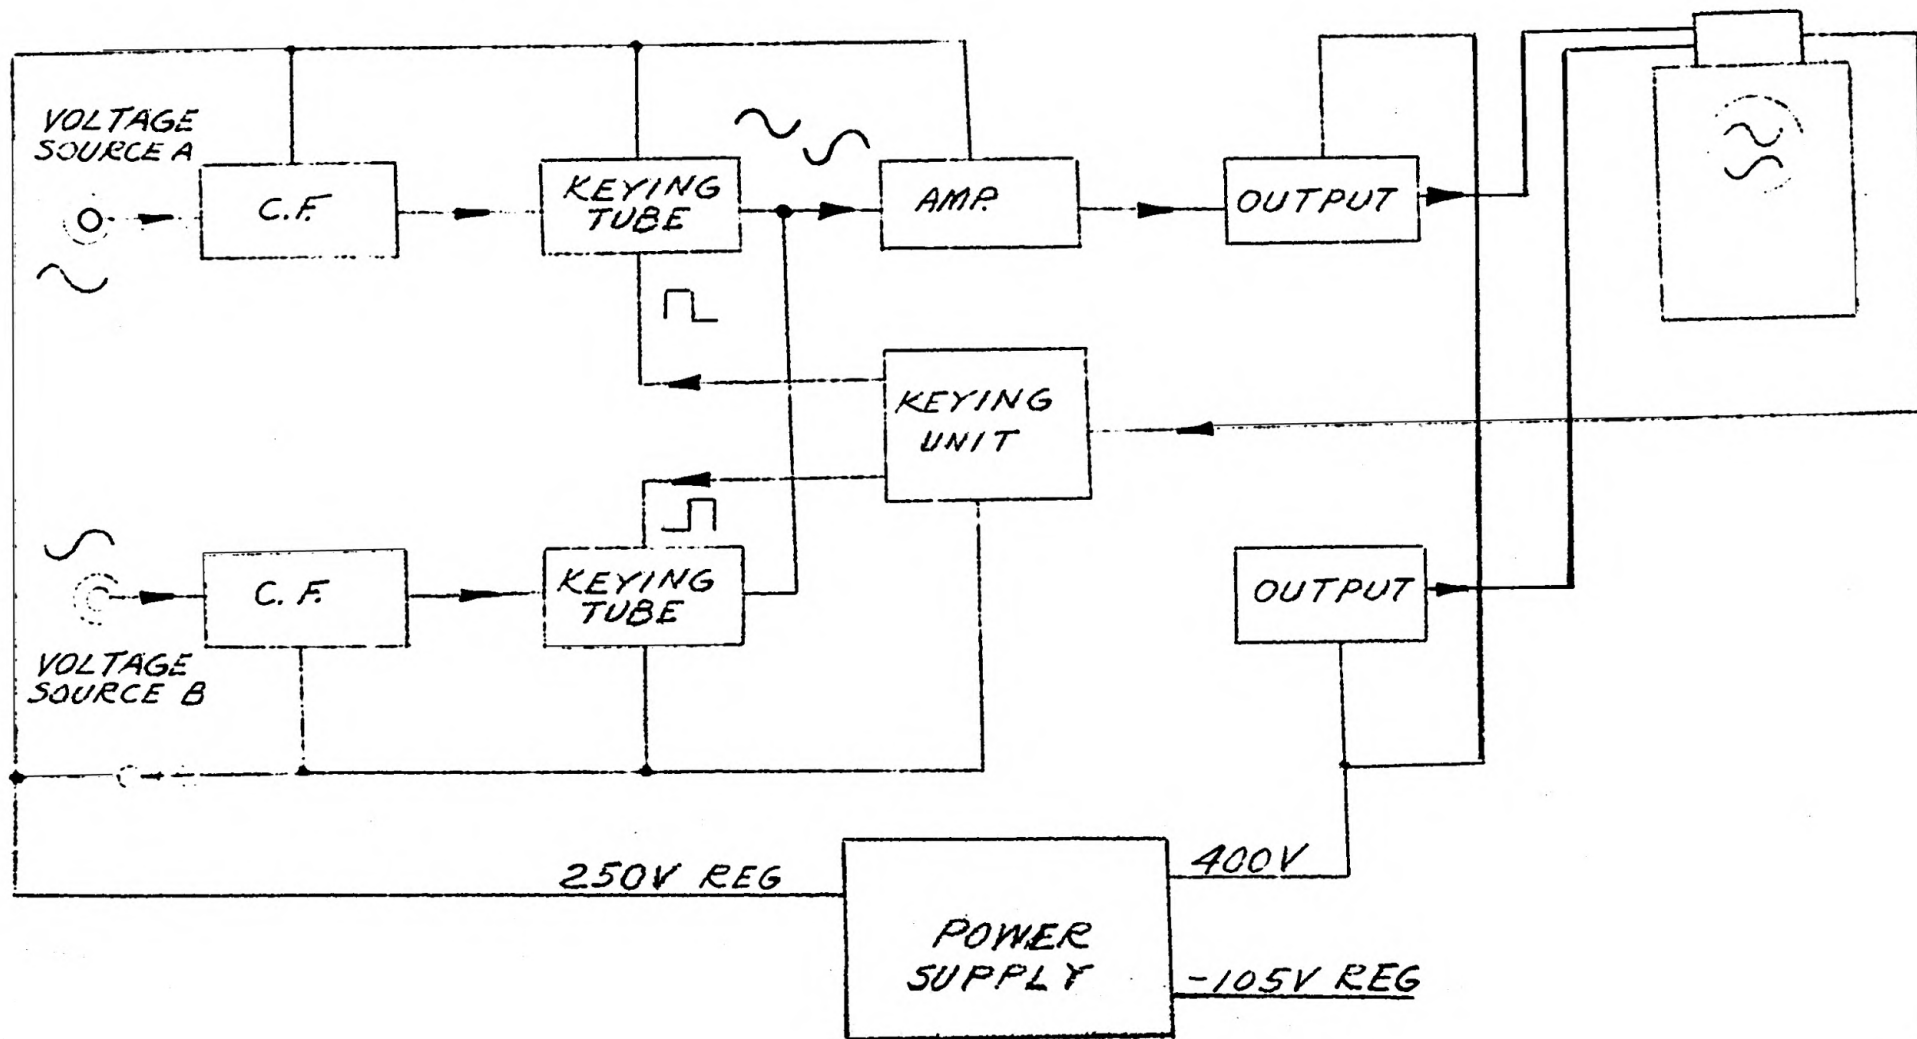 VOLTAGE
SOURCE A
C.F.
KEYING
TUBE
AMP.
OUTPUT
KEYING
UNIT
C. F.
KEYING
TUBE
OUTPUT
VOLTAGE
SOURCE B
250V REG
400V
POWER
SUPPLY
-105V REG